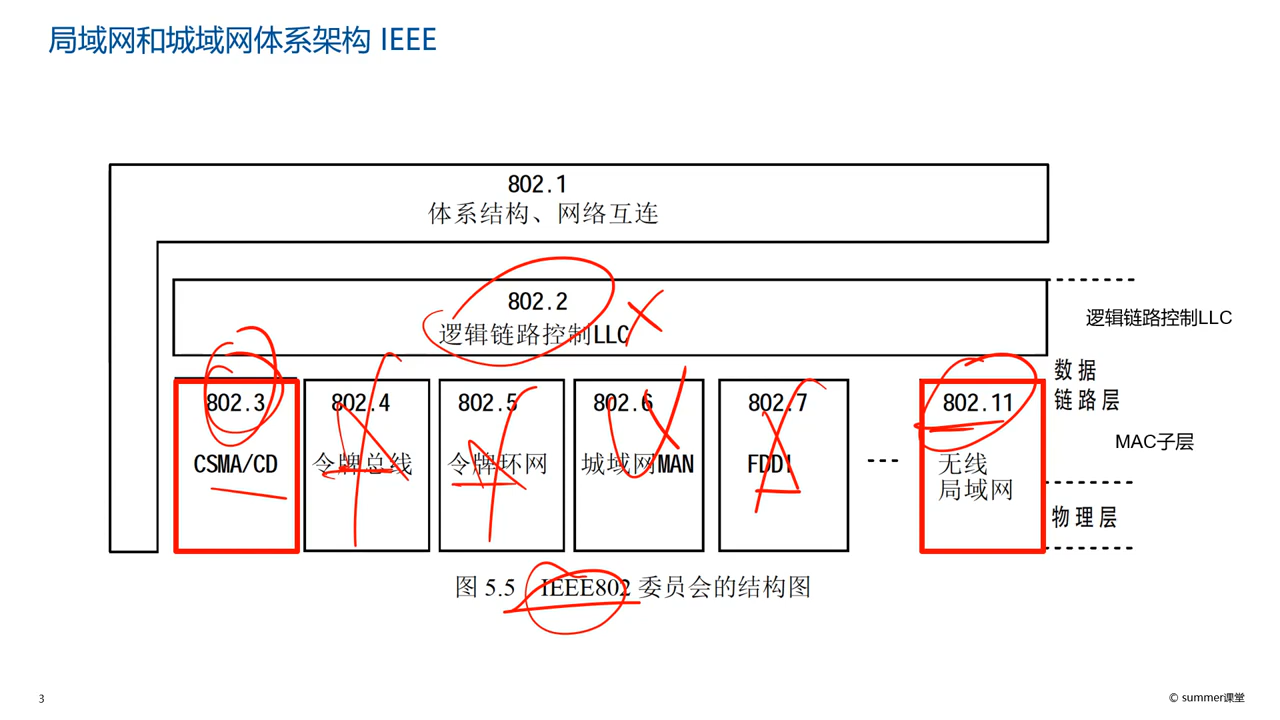 局域网和城域网体系架构 IEEE
802.1
体系结构、网络互连
802.2
逻辑链路控制LLC
逻辑链路控制LLC
数据
链路层
MAC子层
物理层
802.3
CSMA/CD
802.4
令牌总线
802.5
令牌环网
802.6
城域网MAN
802.7
FDDI
802.11
无线
局域网
图 5.5 IEEE802 委员会的结构图
3
© summer课堂